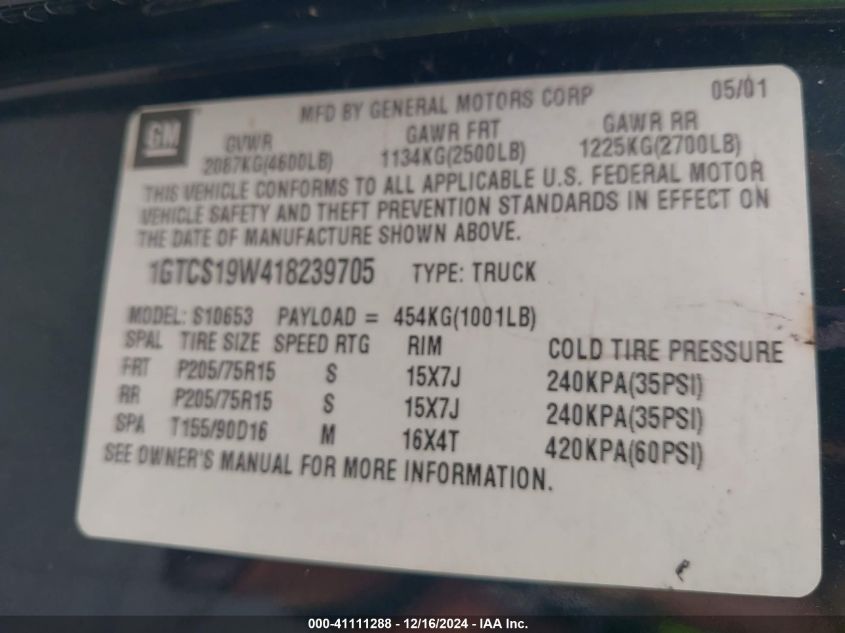 MFD BY GENERAL MOTORS CORP 05/01
GM
GVWR GAWR FRT GAWR RR
2087KG(4600LB) 1134KG(2500LB) 1225KG(2700LB)
THIS VEHICLE CONFORMS TO ALL APPLICABLE U.S. FEDERAL MOTOR
VEHICLE SAFETY AND THEFT PREVENTION STANDARDS IN EFFECT ON
THE DATE OF MANUFACTURE SHOWN ABOVE.
1GTCS19W418239705 TYPE: TRUCK
MODEL: S10653 PAYLOAD = 454KG(1001LB)
SPAL TIRE SIZE SPEED RTG RIM COLD TIRE PRESSURE
FRT P205/75R15 S 15X7J 240KPA(35PSI)
RR P205/75R15 S 15X7J 240KPA(35PSI)
SPA T155/90D16 M 16X4T 420KPA(60PSI)
SEE OWNER'S MANUAL FOR MORE INFORMATION.
000-41111288 - 12/16/2024 - IAA Inc.